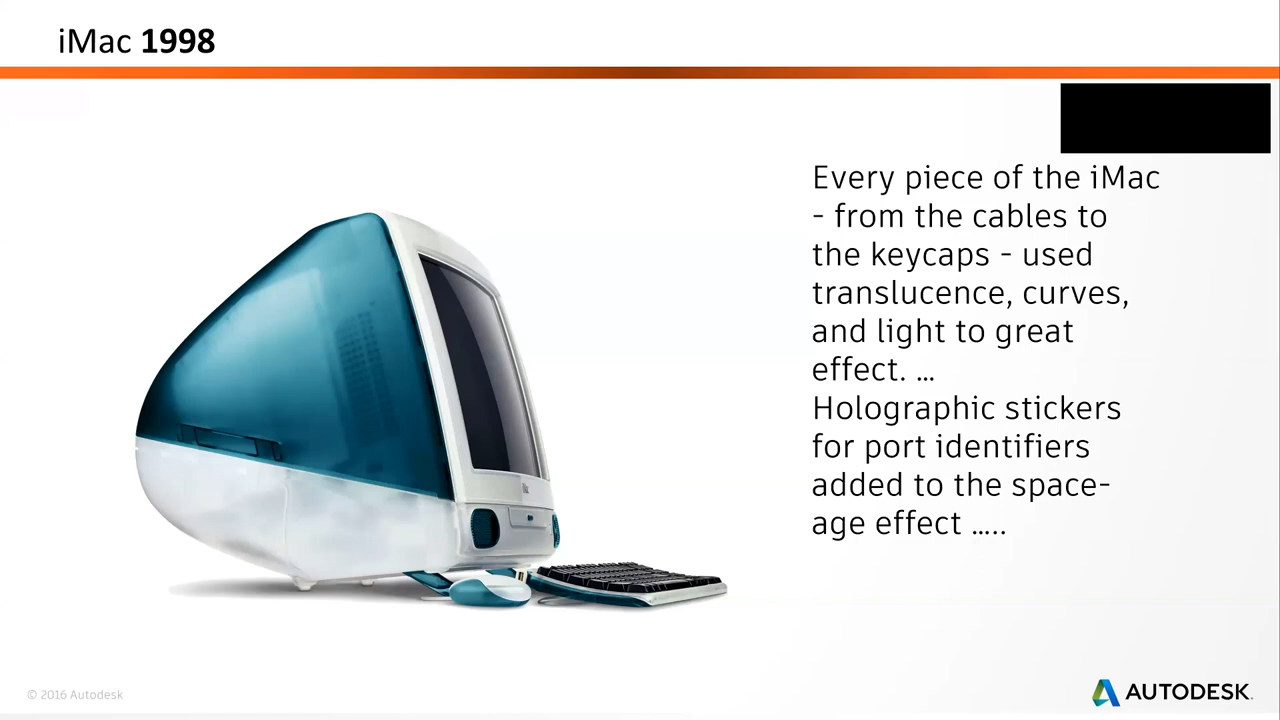 iMac 1998
Every piece of the iMac
- from the cables to
the keycaps - used
translucence, curves,
and light to great
effect. …
Holographic stickers
for port identifiers
added to the space-
age effect …..
© 2016 Autodesk
AUTODESK.